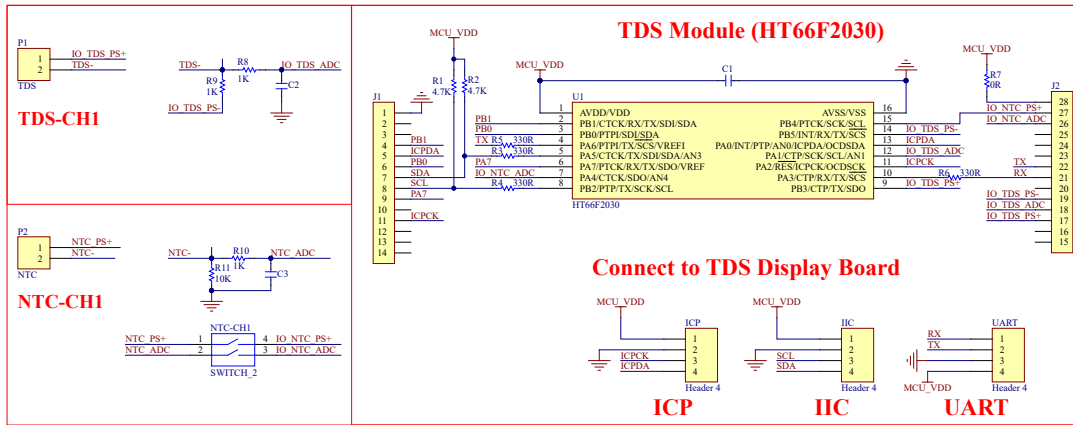 P1
1 IO_TDS_PS+
2 TDS-
TDS
TDS- R8 IO_TDS_ADC
1K
R9
1K
C2
IO_TDS_PS-
TDS-CH1
P2
1 NTC_PS+
2 NTC-
NTC
NTC- R10 NTC_ADC
1K
R11
10K
C3
NTC-CH1
NTC-CH1
NTC_PS+ 1 4 IO_NTC_PS+
NTC_ADC 2 3 IO_NTC_ADC
SWITCH_2
TDS Module (HT66F2030)
MCU_VDD
R1
4.7K
R2
4.7K
MCU_VDD
C1
MCU_VDD
R7
0R
J1
1
2
3
4 PB1
5 ICPDA
6 PB0
7 SDA
8 SCL
9 PA7
10
11 ICPCK
12
13
14
PB1
PB0
TX R5 330R
R3 330R
PA7
IO_NTC_ADC
R4 330R
U1
1 AVDD/VDD
2 PB1/CTCK/RX/TX/SDI/SDA
3 PB0/PTPI/SDI/SDA
4 PA6/PTPI/TX/SCS/VREFI
5 PA5/CTCK/TX/SDI/SDA/AN3
6 PA7/PTCK/RX/TX/SDO/VREF
7 PA4/CTCK/SDO/AN4
8 PB2/PTP/TX/SCK/SCL
AVSS/VSS 16
PB4/PTCK/SCK/SCL 15
PB5/INT/RX/TX/SCS 14 IO_TDS_PS-
PA0/INT/PTP/AN0/ICPDA/OCDSDA 13 ICPDA
PA1/CTP/SCK/SCL/AN1 12 IO_TDS_ADC
PA2/RES/ICPCK/OCDSCK 11 ICPCK
PA3/CTP/RX/TX/SCS 10 R6 330R
PB3/CTP/TX/SDO 9 IO_TDS_PS+
HT66F2030
J2
28
IO_NTC_PS+ 27
IO_NTC_ADC 26
25
24
23
TX 22
RX 21
20
IO_TDS_PS- 19
IO_TDS_ADC 18
IO_TDS_PS+ 17
16
15
Connect to TDS Display Board
MCU_VDD
ICP
1
2
ICPCK 3
ICPDA 4
Header 4
ICP
MCU_VDD
IIC
1
2
SCL 3
SDA 4
Header 4
IIC
UART
RX 1
TX 2
3
4
MCU_VDD
Header 4
UART